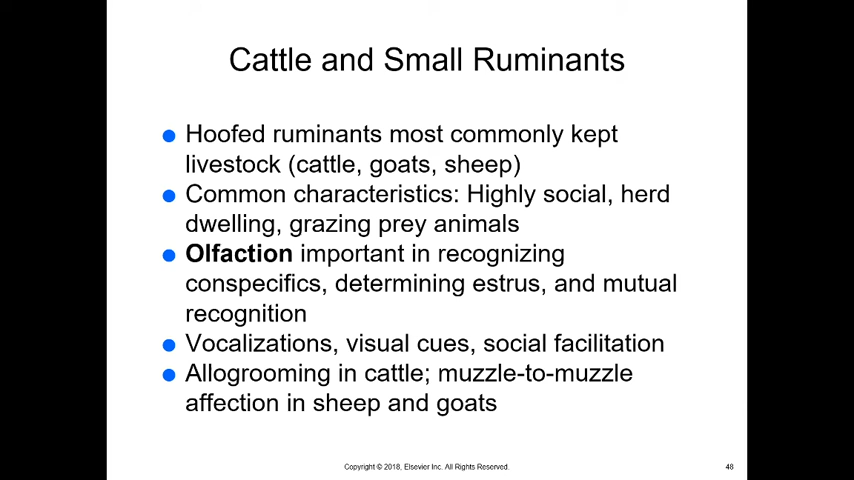 Cattle and Small Ruminants
Hoofed ruminants most commonly kept
livestock (cattle, goats, sheep)
Common characteristics: Highly social, herd
dwelling, grazing prey animals
Olfaction important in recognizing
conspecifics, determining estrus, and mutual
recognition
Vocalizations, visual cues, social facilitation
Allogrooming in cattle; muzzle-to-muzzle
affection in sheep and goats
Copyright © 2018, Elsevier Inc. All Rights Reserved.
48